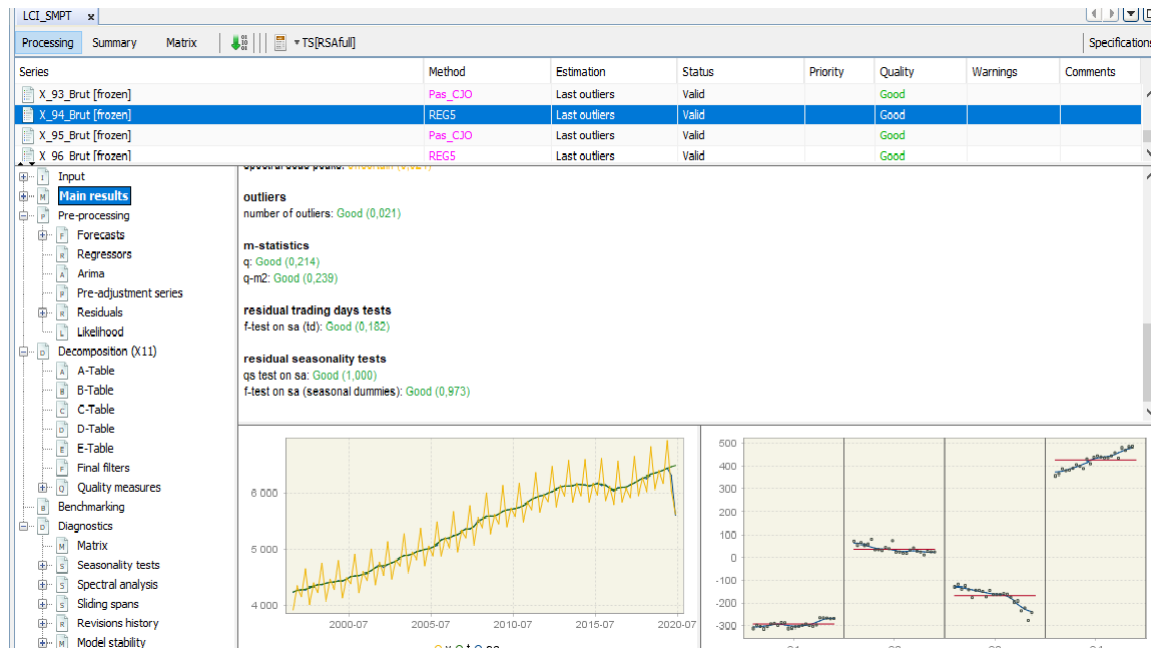 LCI_SMPT x
Processing Summary Matrix TS[RSAfull] Specifications
Series Method Estimation Status Priority Quality Warnings Comments
X_93_Brut [frozen] Pas_CJO Last outliers Valid Good
X_94_Brut [frozen] REG5 Last outliers Valid Good
X_95_Brut [frozen] Pas_CJO Last outliers Valid Good
X_96_Brut [frozen] REG5 Last outliers Valid Good
Input
Main results
Pre-processing
Forecasts
Regressors
Arima
Pre-adjustment series
Residuals
Likelihood
Decomposition (X11)
A-Table
B-Table
C-Table
D-Table
E-Table
Final filters
Quality measures
Benchmarking
Diagnostics
Matrix
Seasonality tests
Spectral analysis
Sliding spans
Revisions history
Model stability
outliers
number of outliers: Good (0,021)
m-statistics
q: Good (0,214)
q-m2: Good (0,239)
residual trading days tests
f-test on sa (td): Good (0,182)
residual seasonality tests
qs test on sa: Good (1,000)
f-test on sa (seasonal dummies): Good (0,973)
6 000
5 000
4 000
2000-07 2005-07 2010-07 2015-07 2020-07
500
400
300
200
100
0
-100
-200
-300